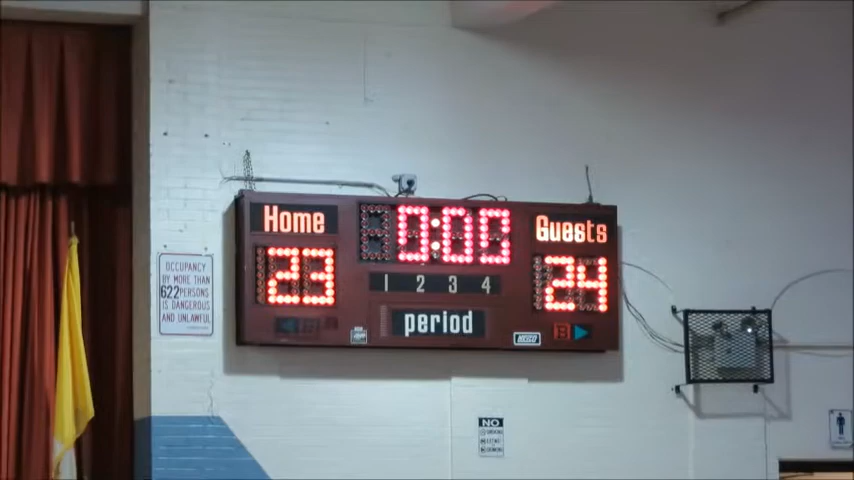 Home
0:05
Guests
23
24
1 2 3 4
period
B
OCCUPANCY
BY MORE THAN
622 PERSONS
IS DANGEROUS
AND UNLAWFUL
NO